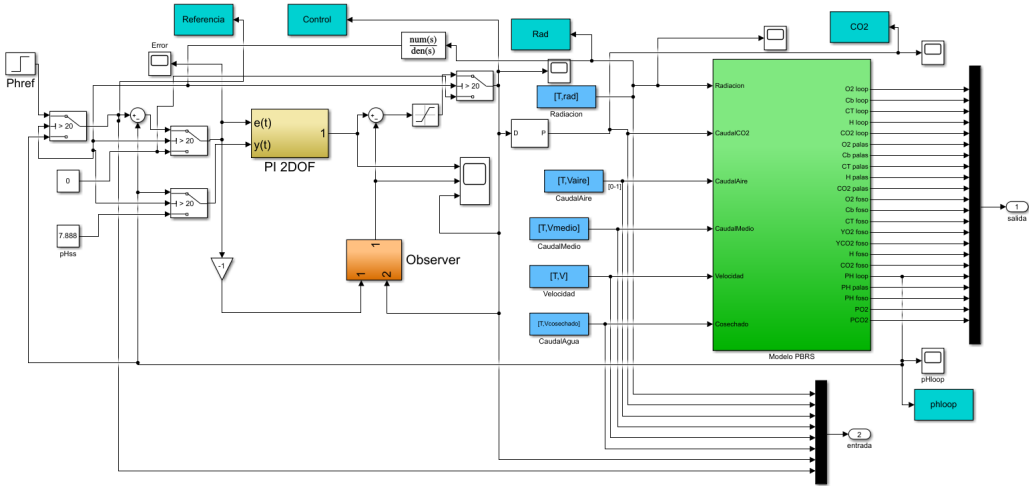 Referencia
Control
Rad
CO2
Error
num(s)
den(s)
Phref
> 20
> 20
> 20
> 20
0
7.888
pHss
e(t)
y(t)
1
PI 2DOF
-1
1
1
2
Observer
D
P
[T,rad]
Radiacion
[T,Vaire]
CaudalAire
[0-1]
[T,Vmedio]
CaudalMedio
[T,V]
Velocidad
[T,Vcosechado]
CaudalAgua
Radiacion
CaudalCO2
CaudalAire
CaudalMedio
Velocidad
Cosechado
O2 loop
Cb loop
CT loop
H loop
CO2 loop
O2 palas
Cb palas
CT palas
H palas
CO2 palas
O2 foso
Cb foso
CT foso
YO2 foso
YCO2 foso
H foso
CO2 foso
PH loop
PH palas
PH foso
PO2
PCO2
Modelo PBRS
1
salida
pHloop
phloop
2
entrada